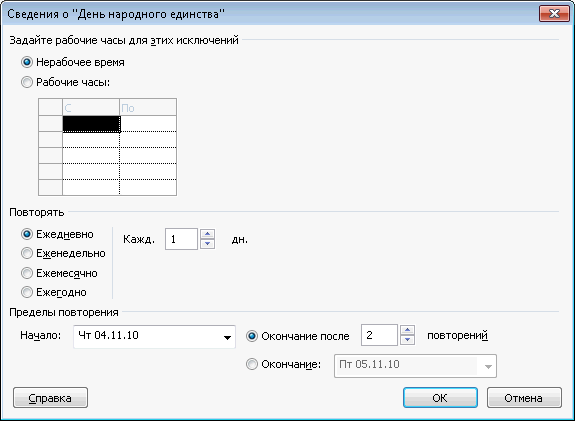 Сведения о "День народного единства"
Задайте рабочие часы для этих исключений
Нерабочее время
Рабочие часы:
С По
Повторять
Ежедневно Кажд. 1 дн.
Еженедельно
Ежемесячно
Ежегодно
Пределы повторения
Начало: Чт 04.11.10 Окончание после 2 повторений
Окончание: Пт 05.11.10
Справка ОК Отмена